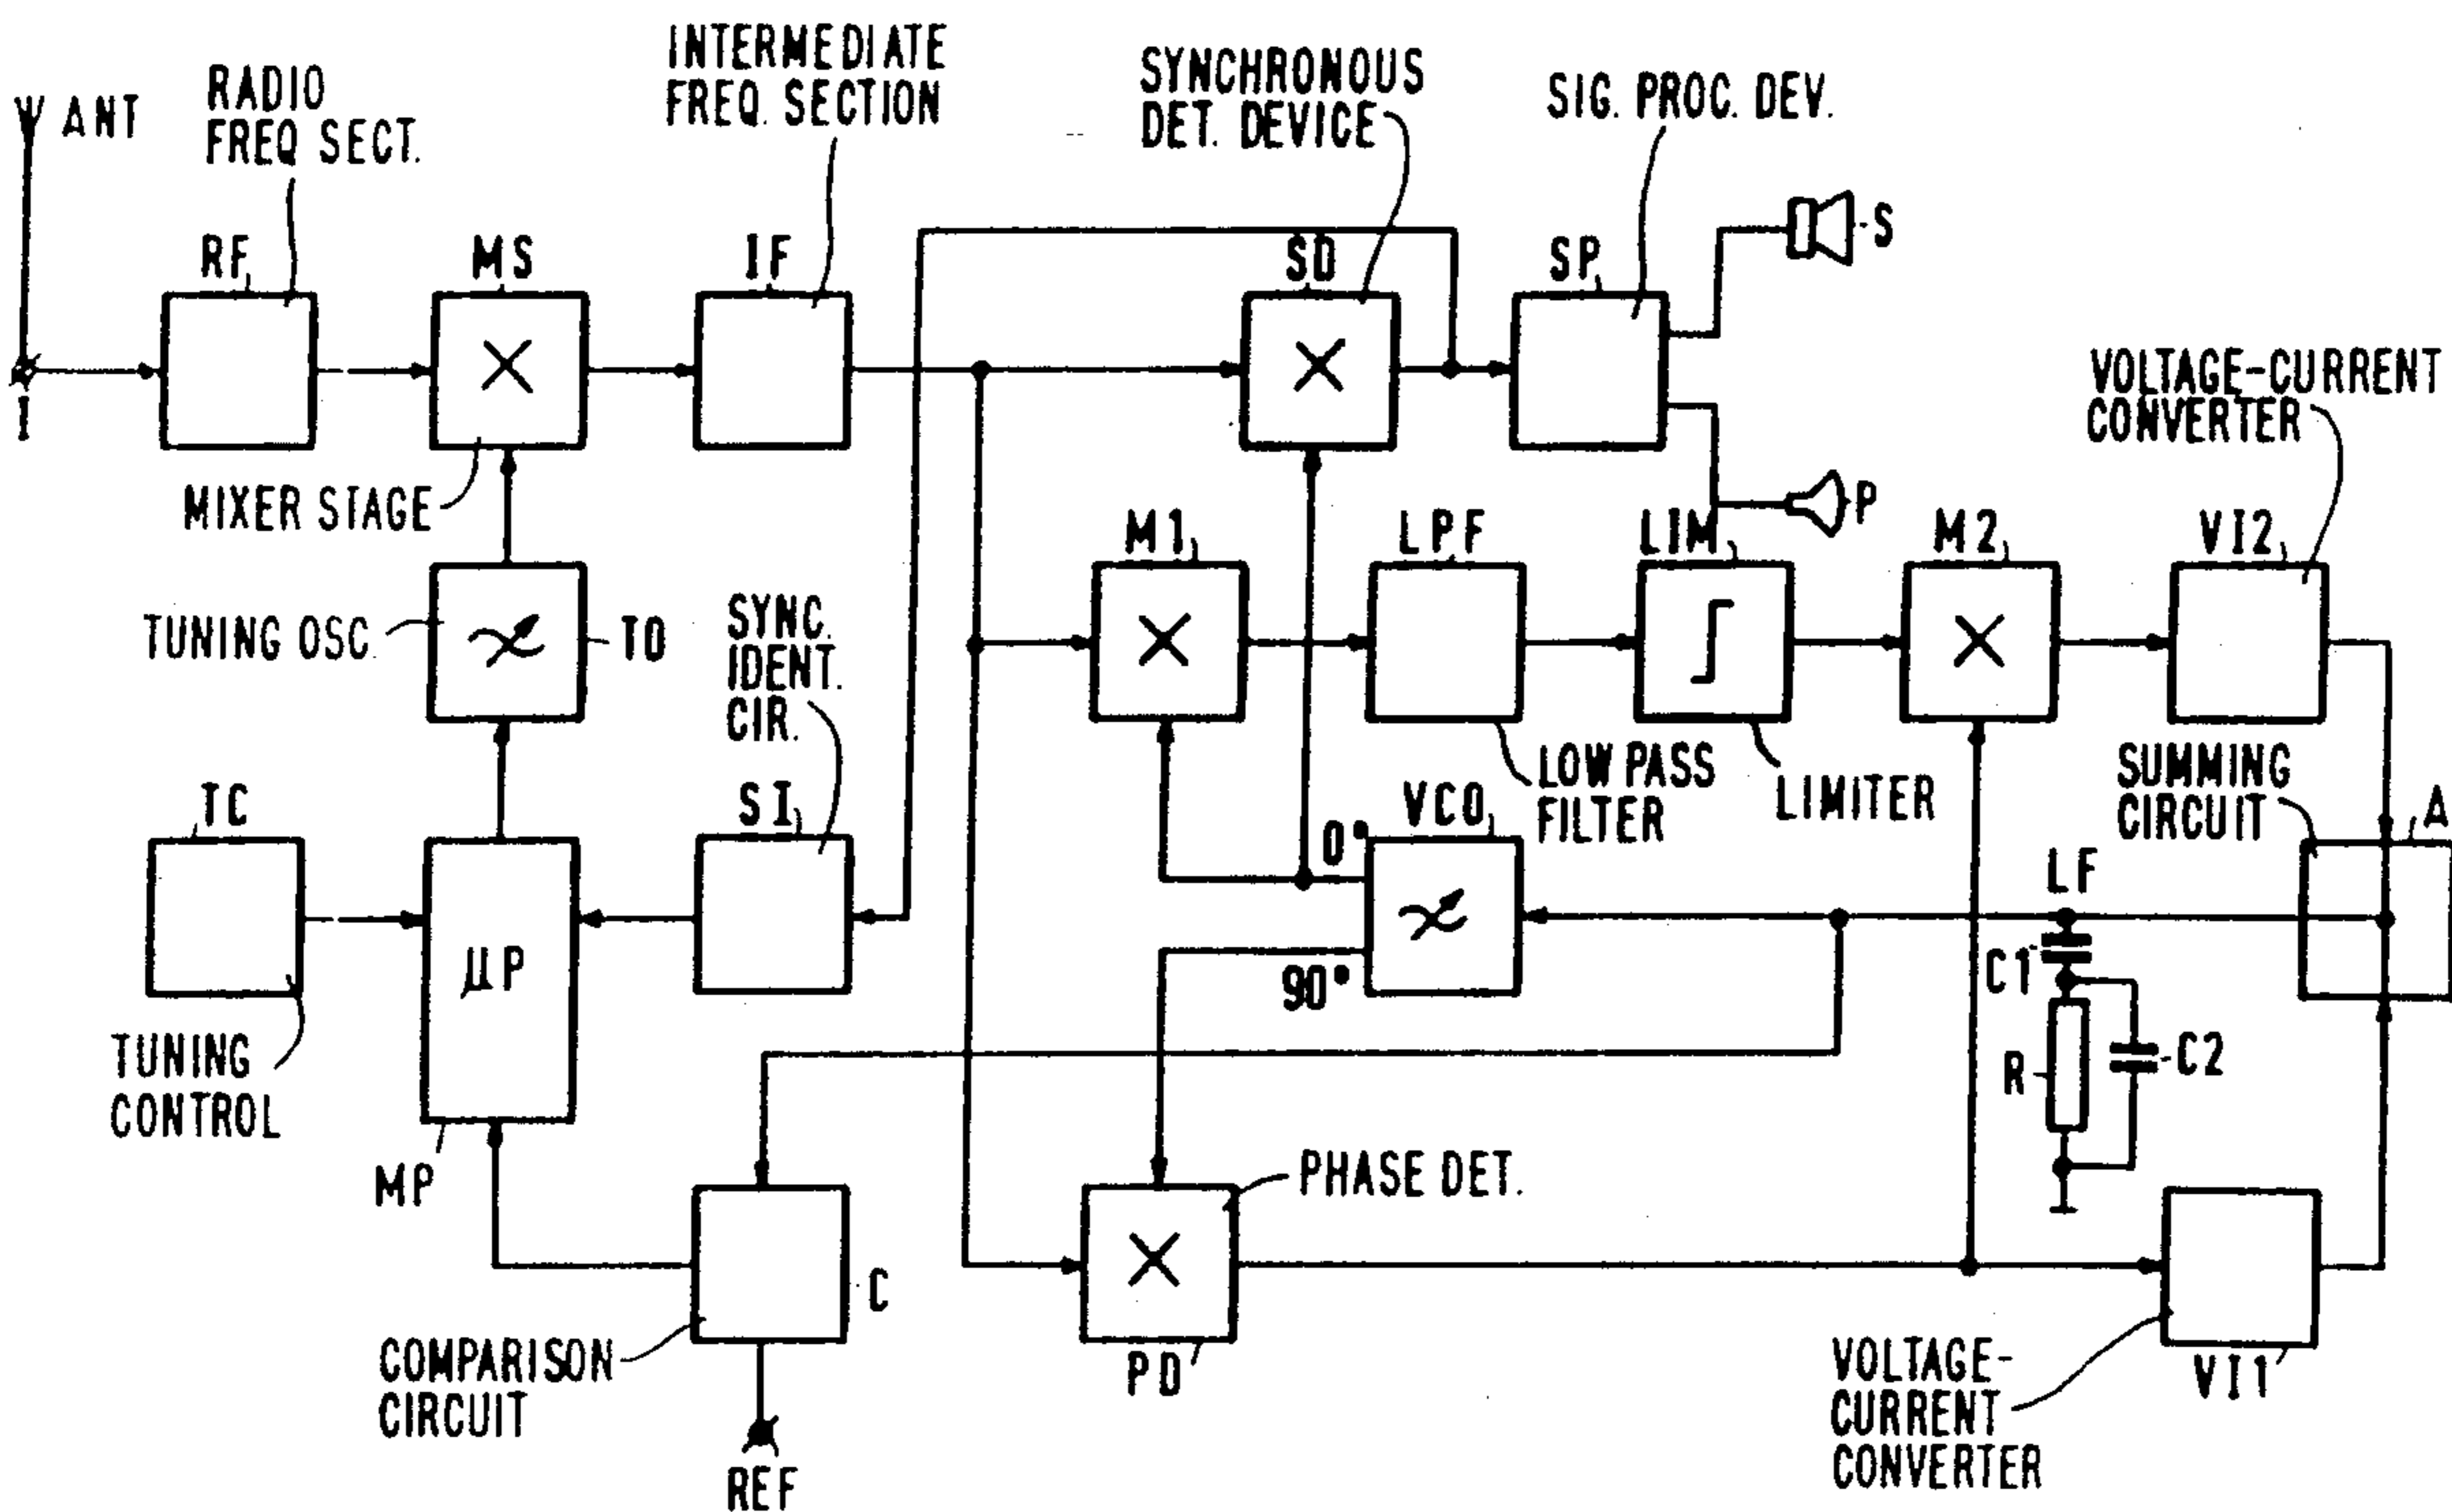 ANT
RADIO
FREQ SECT.
INTERMEDIATE
FREQ. SECTION
SYNCHRONOUS
DET. DEVICE
SIG. PROC. DEV.
S
RF
MS
IF
SD
SP
I
VOLTAGE-CURRENT
CONVERTER
MIXER STAGE
P
M1
LPF
LIM
M2
VI2
TUNING OSC.
TO
SYNC.
IDENT.
CIR.
LOW PASS
FILTER
LIMITER
SUMMING
CIRCUIT
A
TC
SI
VCO
0°
90°
LF
C1
R
C2
μP
TUNING
CONTROL
MP
PHASE DET.
C
COMPARISON
CIRCUIT
PD
REF
VI1
VOLTAGE-
CURRENT
CONVERTER